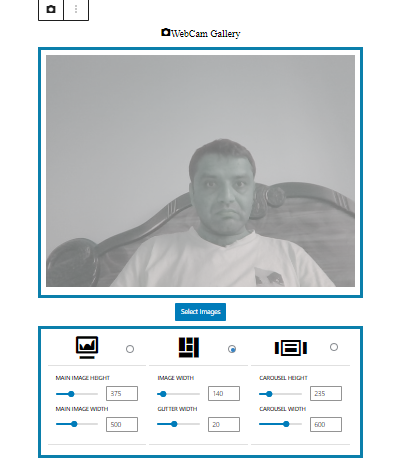 WebCam Gallery
Select Images
MAIN IMAGE HEIGHT
375
MAIN IMAGE WIDTH
500
IMAGE WIDTH
140
GUTTER WIDTH
20
CAROUSEL HEIGHT
235
CAROUSEL WIDTH
600